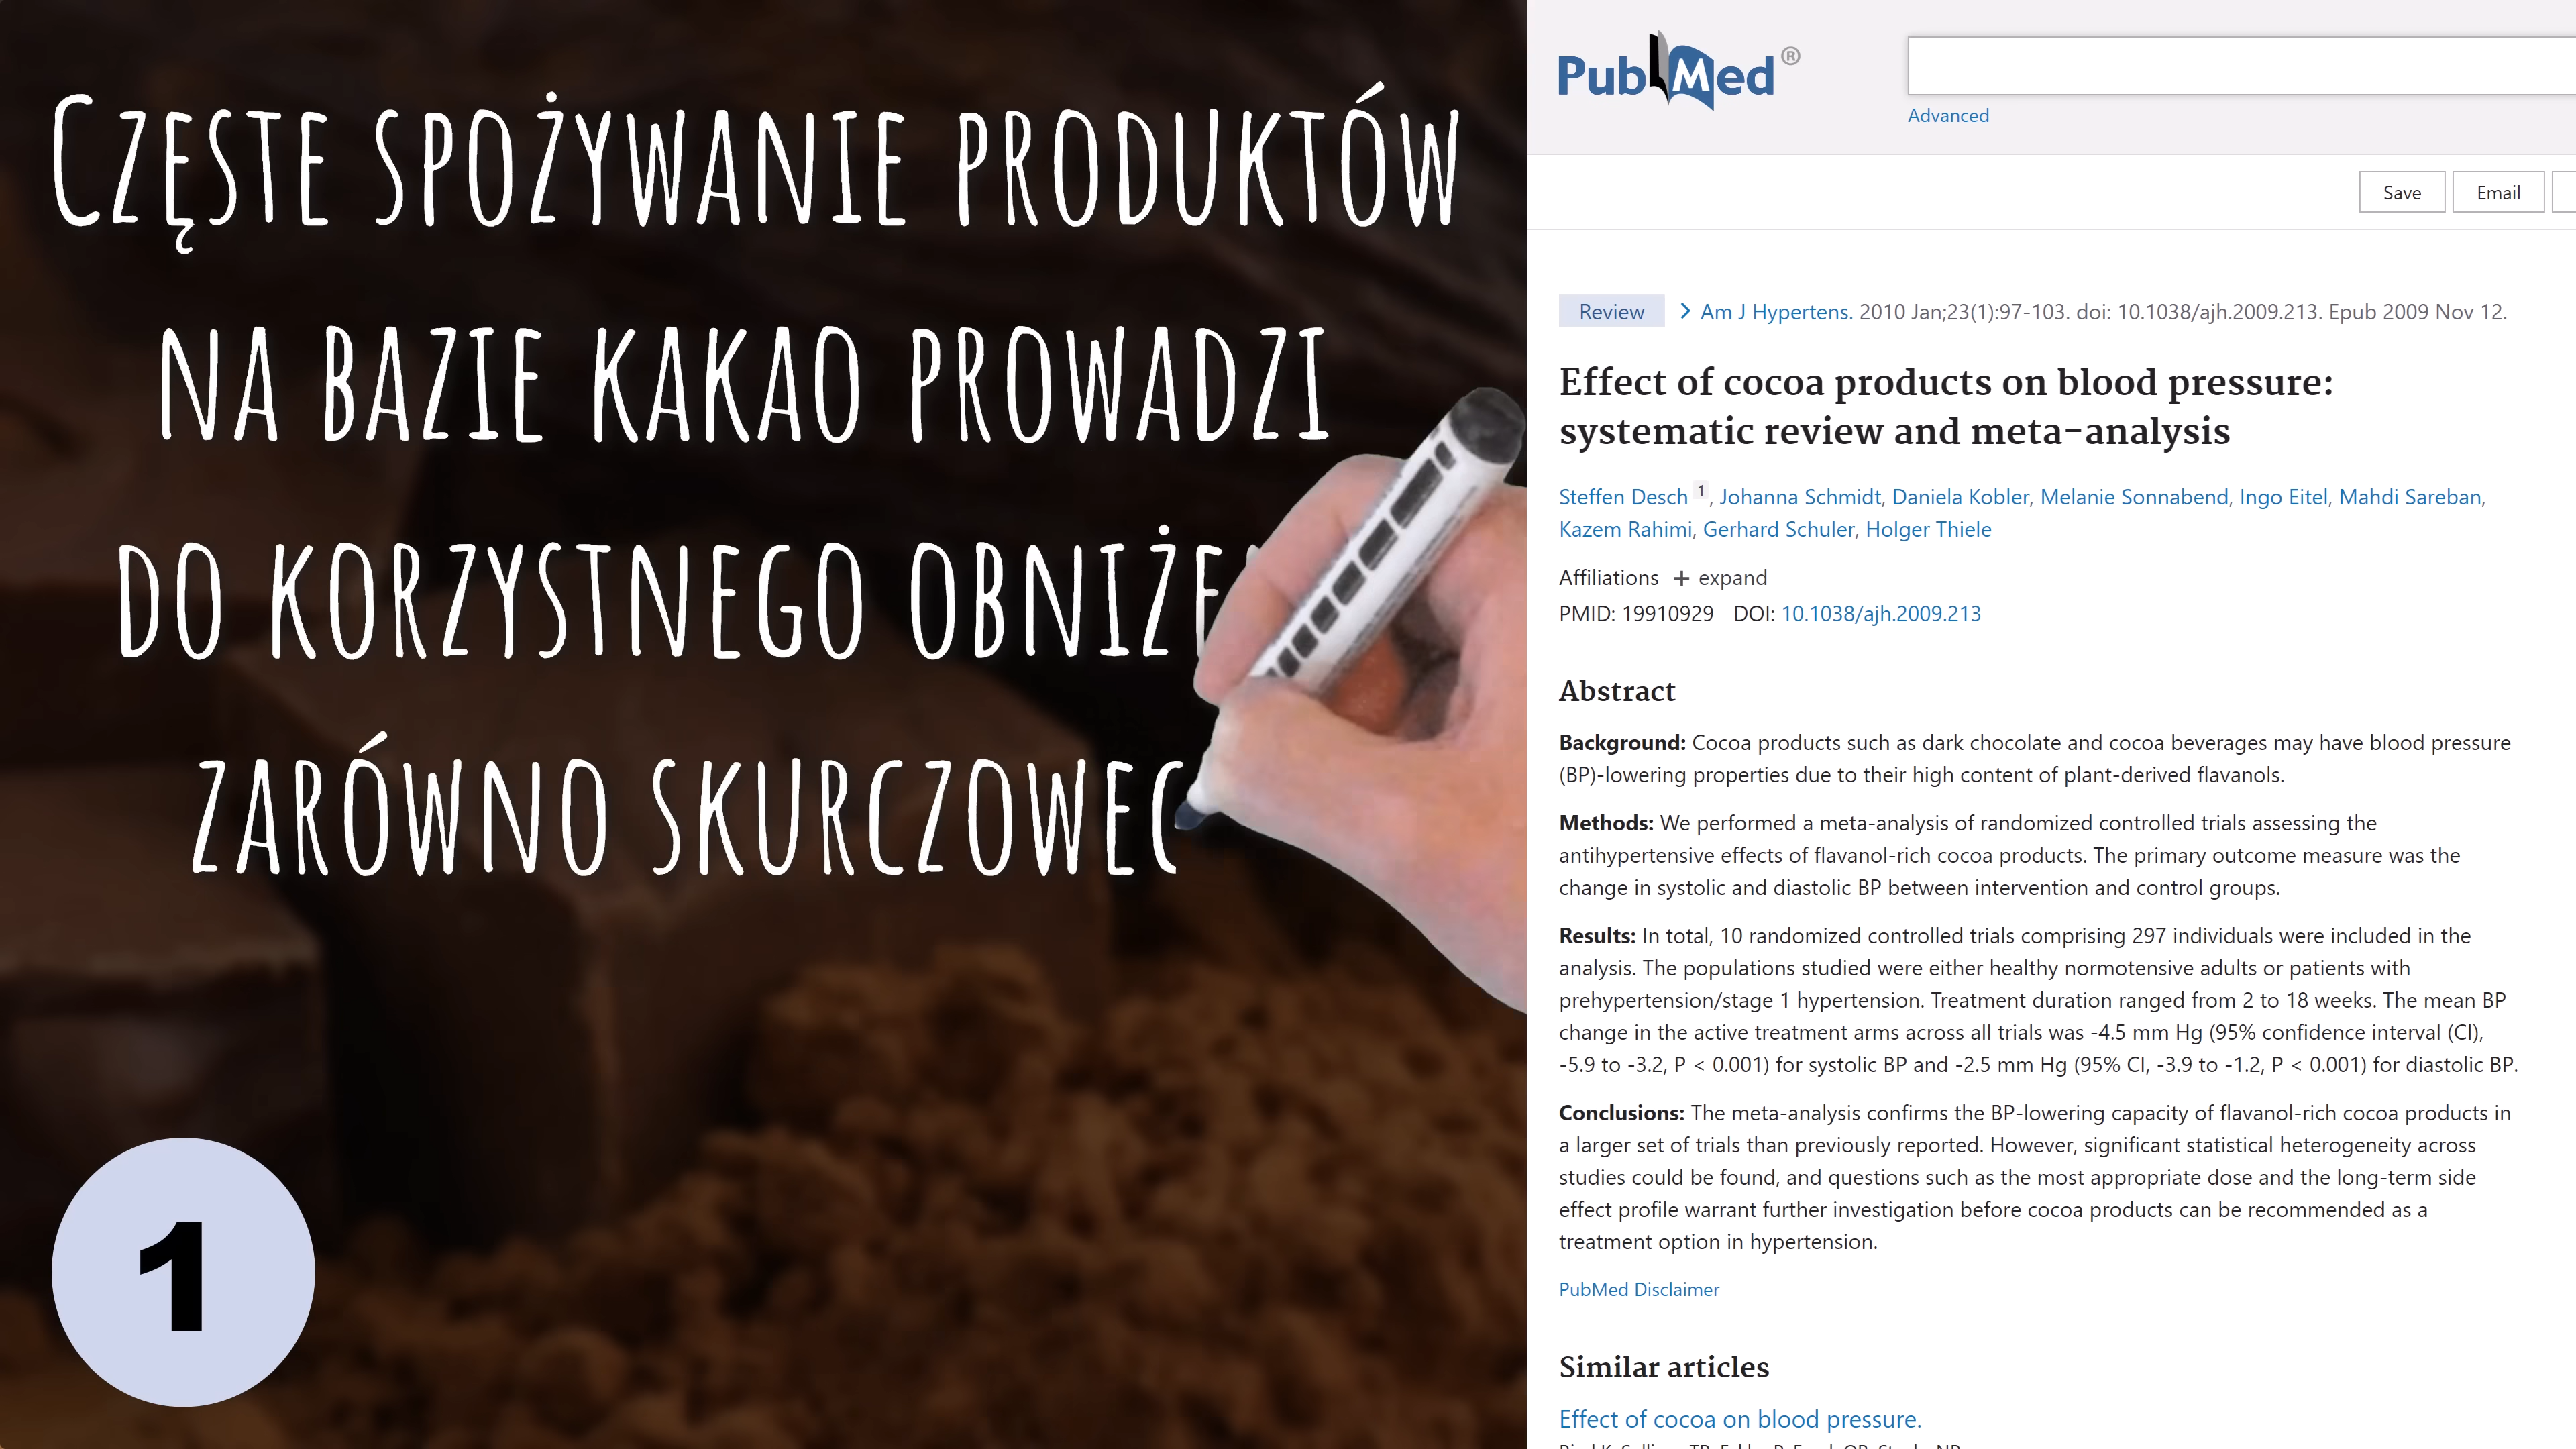 CZĘSTE SPOŻYWANIE PRODUKTÓW
NA BAZIE KAKAO PROWADZI
DO KORZYSTNEGO
ZARÓWNO
1
PubMed®
Advanced
Save Email
Review > Am J Hypertens. 2010 Jan;23(1):97-103. doi: 10.1038/ajh.2009.213. Epub 2009 Nov 12.
Effect of cocoa products on blood pressure:
systematic review and meta-analysis
Steffen Desch 1, Johanna Schmidt, Daniela Kobler, Melanie Sonnabend, Ingo Eitel, Mahdi Sareban,
Kazem Rahimi, Gerhard Schuler, Holger Thiele
Affiliations + expand
PMID: 19910929 DOI: 10.1038/ajh.2009.213
Abstract
Background: Cocoa products such as dark chocolate and cocoa beverages may have blood pressure
(BP)-lowering properties due to their high content of plant-derived flavanols.
Methods: We performed a meta-analysis of randomized controlled trials assessing the
antihypertensive effects of flavanol-rich cocoa products. The primary outcome measure was the
change in systolic and diastolic BP between intervention and control groups.
Results: In total, 10 randomized controlled trials comprising 297 individuals were included in the
analysis. The populations studied were either healthy normotensive adults or patients with
prehypertension/stage 1 hypertension. Treatment duration ranged from 2 to 18 weeks. The mean BP
change in the active treatment arms across all trials was -4.5 mm Hg (95% confidence interval (CI),
-5.9 to -3.2, P < 0.001) for systolic BP and -2.5 mm Hg (95% CI, -3.9 to -1.2, P < 0.001) for diastolic BP.
Conclusions: The meta-analysis confirms the BP-lowering capacity of flavanol-rich cocoa products in
a larger set of trials than previously reported. However, significant statistical heterogeneity across
studies could be found, and questions such as the most appropriate dose and the long-term side
effect profile warrant further investigation before cocoa products can be recommended as a
treatment option in hypertension.
PubMed Disclaimer
Similar articles
Effect of cocoa on blood pressure.